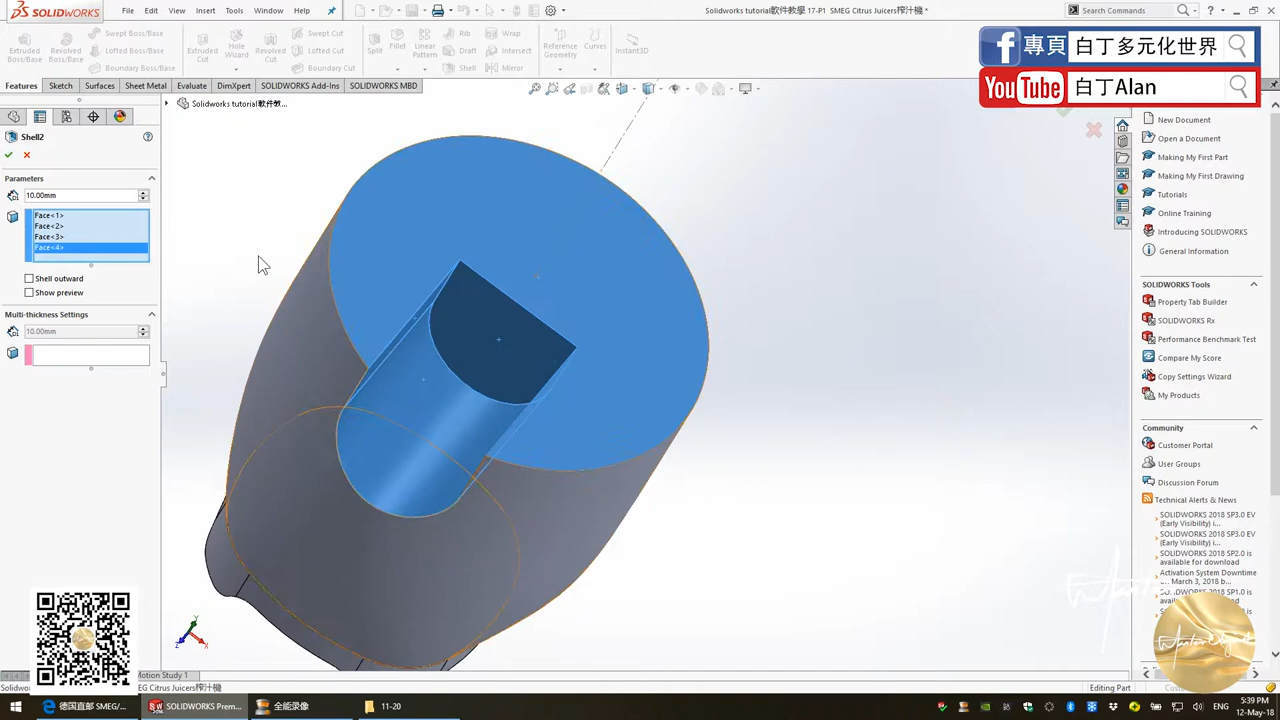 SOLIDWORKS
File
Edit
View
Insert
Tools
Window
Help
Solidworks tutorial軟件教學 17-P1 SMEG Citrus Juicers榨汁機 *
Search Commands
Extruded Boss/Base
Revolved Boss/Base
Swept Boss/Base
Lofted Boss/Base
Boundary Boss/Base
Extruded Cut
Hole Wizard
Revolved Cut
Swept Cut
Lofted Cut
Boundary Cut
Split
Fillet
Linear Pattern
Rib
Draft
Shell
Wrap
Intersect
Mirror
Reference Geometry
Curves
Instant3D
專頁
白丁多元化世界
YouTube
白丁Alan
Features
Sketch
Surfaces
Sheet Metal
Evaluate
DimXpert
SOLIDWORKS Add-Ins
SOLIDWORKS MBD
Solidworks tutorial軟件教...
Shell2
Parameters
10.00mm
Face<1>
Face<2>
Face<3>
Face<4>
Shell outward
Show preview
Multi-thickness Settings
10.00mm
New Document
Open a Document
Making My First Part
Making My First Drawing
Tutorials
Online Training
Introducing SOLIDWORKS
General Information
SOLIDWORKS Tools
Property Tab Builder
SOLIDWORKS Rx
Performance Benchmark Test
Compare My Score
Copy Settings Wizard
My Products
Community
Customer Portal
User Groups
Discussion Forum
Technical Alerts & News
SOLIDWORKS 2018 SP3.0 EV
(Early Visibility) i...
SOLIDWORKS 2018 SP3.0 EV
(Early Visibility) i...
SOLIDWORKS 2018 SP2.0 is
available for download
Activation System Downtime
March 3, 2018 b...
Motion Study 1
SMEG Citrus Juicers榨汁機
Editing Part
德国直邮 SMEG/...
SOLIDWORKS Prem...
全能录像
11-20
ENG
5:39 PM
12-May-18